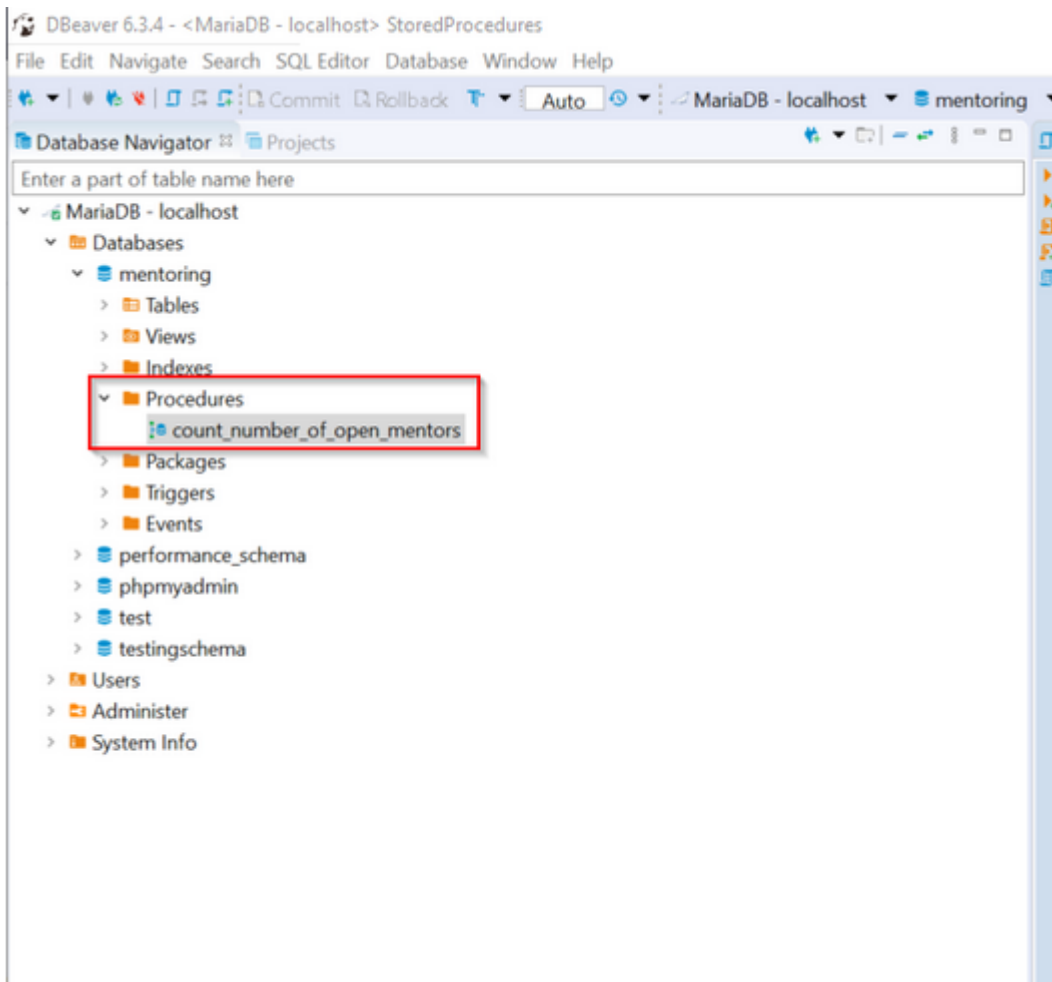 DBeaver 6.3.4 - <MariaDB - localhost> StoredProcedures
File Edit Navigate Search SQL Editor Database Window Help
Commit Rollback Auto MariaDB - localhost mentoring
Database Navigator Projects
Enter a part of table name here
MariaDB - localhost
Databases
mentoring
Tables
Views
Indexes
Procedures
count_number_of_open_mentors
Packages
Triggers
Events
performance_schema
phpmyadmin
test
testingschema
Users
Administer
System Info